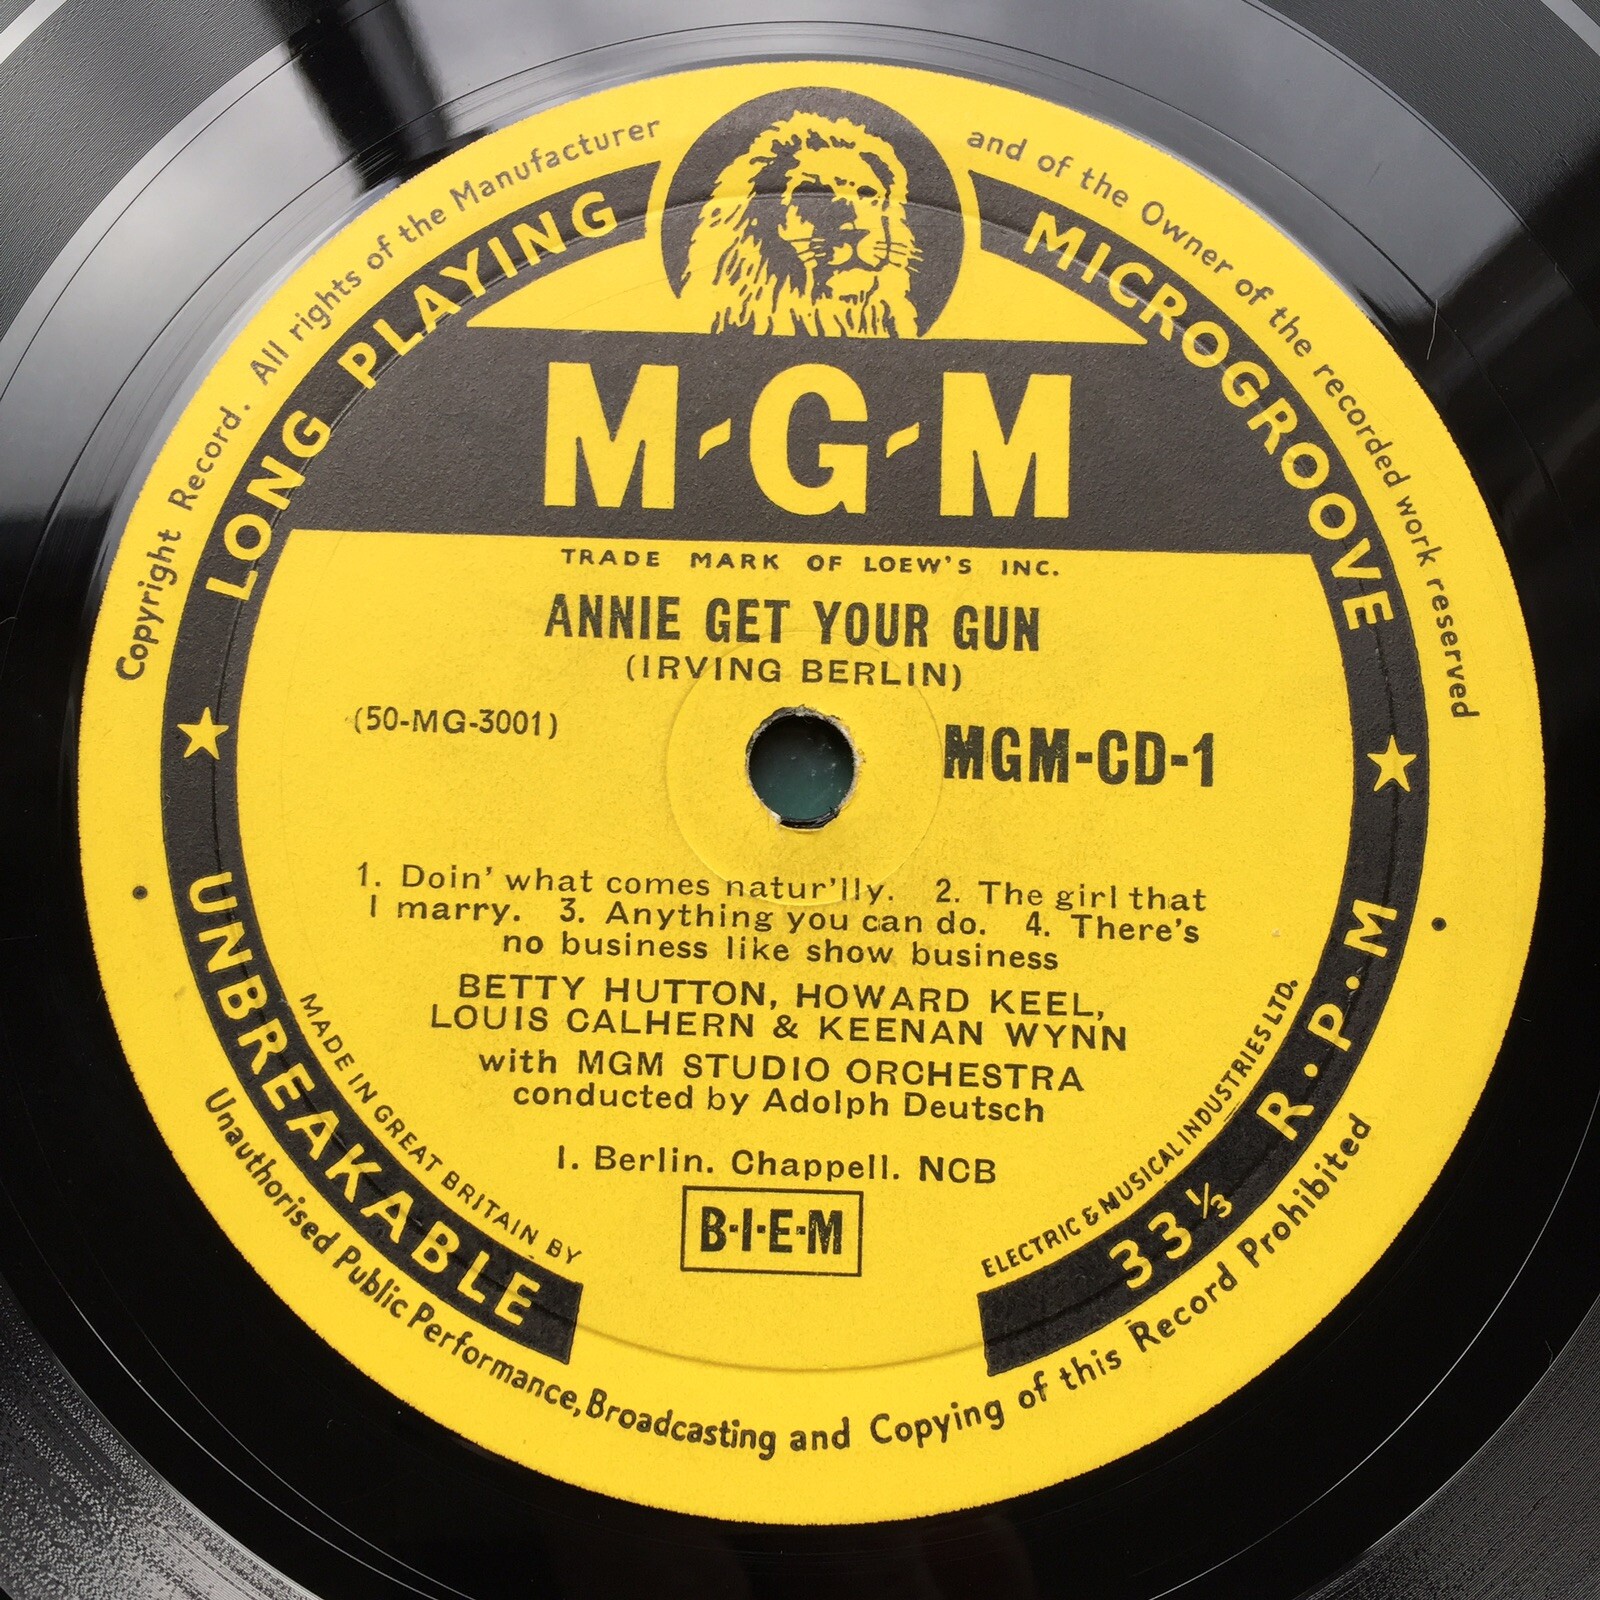 Copyright Record. All rights of the Manufacturer and of the Owner of the recorded work reserved
LONG PLAYING MICROGROOVE
M-G-M
TRADE MARK OF LOEW'S INC.
ANNIE GET YOUR GUN
(IRVING BERLIN)
(50-MG-3001)
MGM-CD-1
1. Doin' what comes natur'lly. 2. The girl that
I marry. 3. Anything you can do. 4. There's
no business like show business
BETTY HUTTON, HOWARD KEEL,
LOUIS CALHERN & KEENAN WYNN
with MGM STUDIO ORCHESTRA
conducted by Adolph Deutsch
I. Berlin. Chappell. NCB
B·I·E·M
MADE IN GREAT BRITAIN BY ELECTRIC & MUSICAL INDUSTRIES LTD.
UNBREAKABLE
33⅓ R.P.M
Unauthorised Public Performance, Broadcasting and Copying of this Record Prohibited